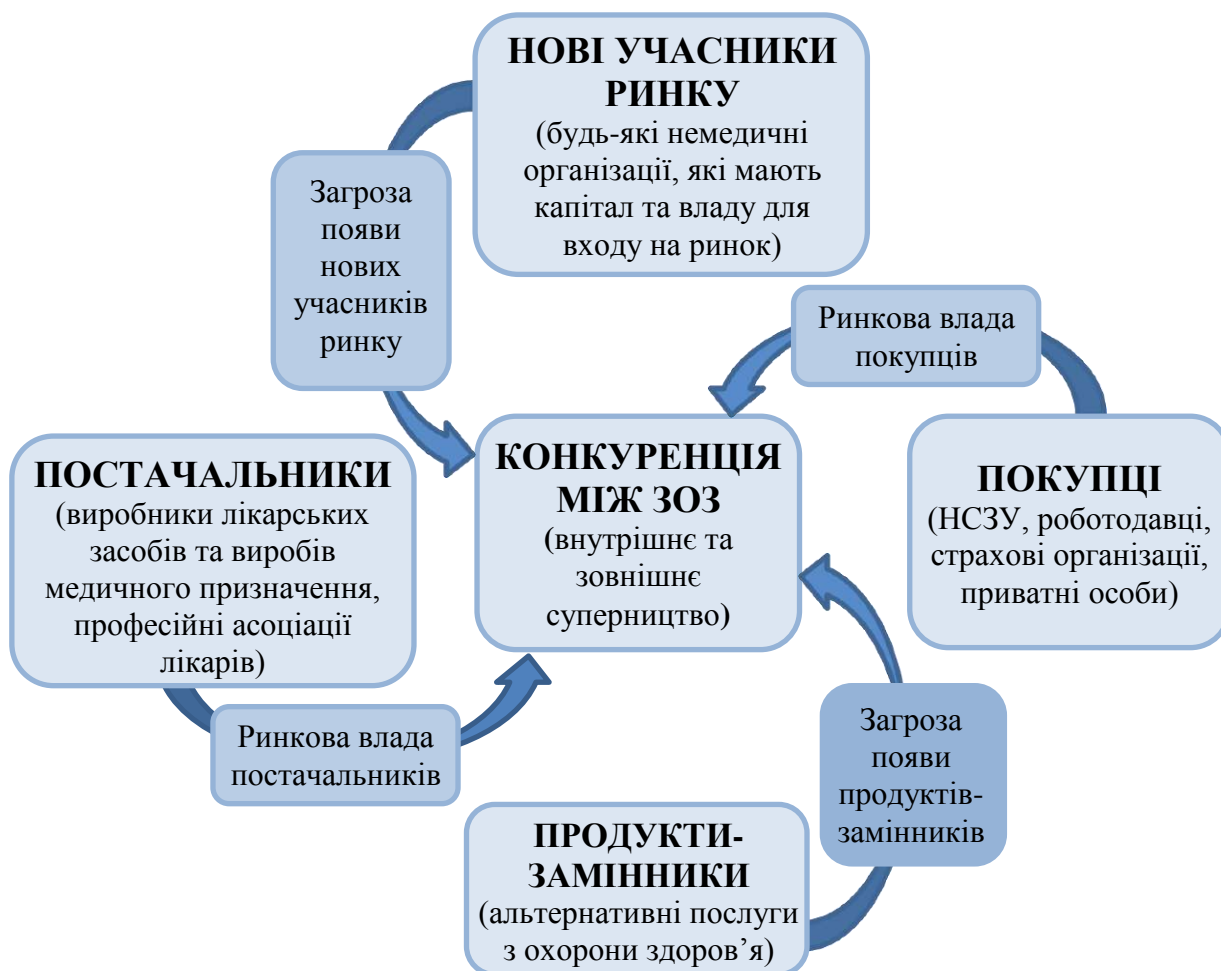 НОВІ УЧАСНИКИ
РИНКУ
(будь-які немедичні
організації, які мають
капітал та владу для
входу на ринок)
Загроза
появи
нових
учасників
ринку
Ринкова влада
покупців
ПОСТАЧАЛЬНИКИ
(виробники лікарських
засобів та виробів
медичного призначення,
професійні асоціації
лікарів)
КОНКУРЕНЦІЯ
МІЖ ЗОЗ
(внутрішнє та
зовнішнє
суперництво)
ПОКУПЦІ
(НСЗУ, роботодавці,
страхові організації,
приватні особи)
Ринкова влада
постачальників
Загроза
появи
продуктів-
замінників
ПРОДУКТИ-
ЗАМІННИКИ
(альтернативні послуги
з охорони здоров’я)